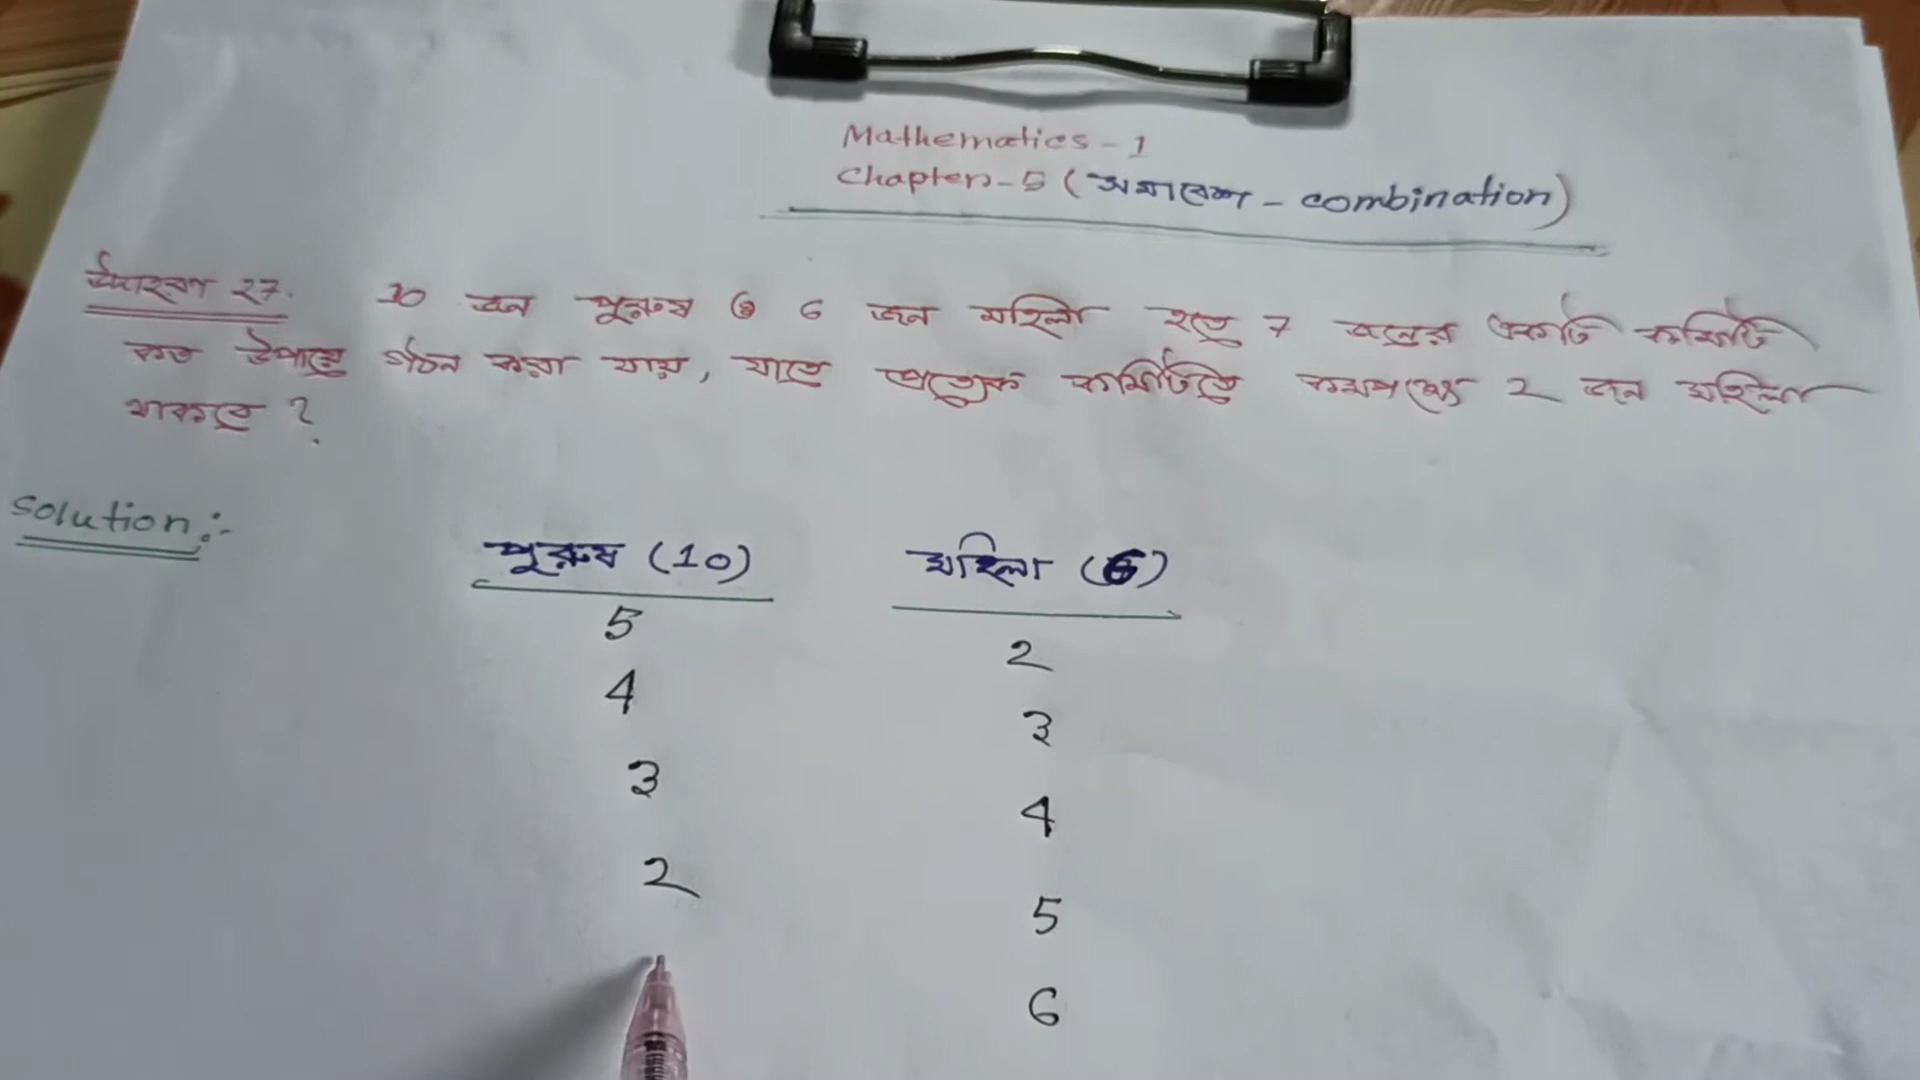 Mathematics - 1
Chapter - 5 (সমাবেশ - combination)
উদাহরণ 27. 10 জন পুরুষ ও 6 জন মহিলা হতে 7 জনের একটি কমিটি
কত উপায়ে গঠন করা যায়, যাতে প্রত্যেক কমিটিতে কমপক্ষে 2 জন মহিলা
থাকবে ?
Solution:-
পুরুষ (10) মহিলা (6)
5 2
4 3
3 4
2 5
6